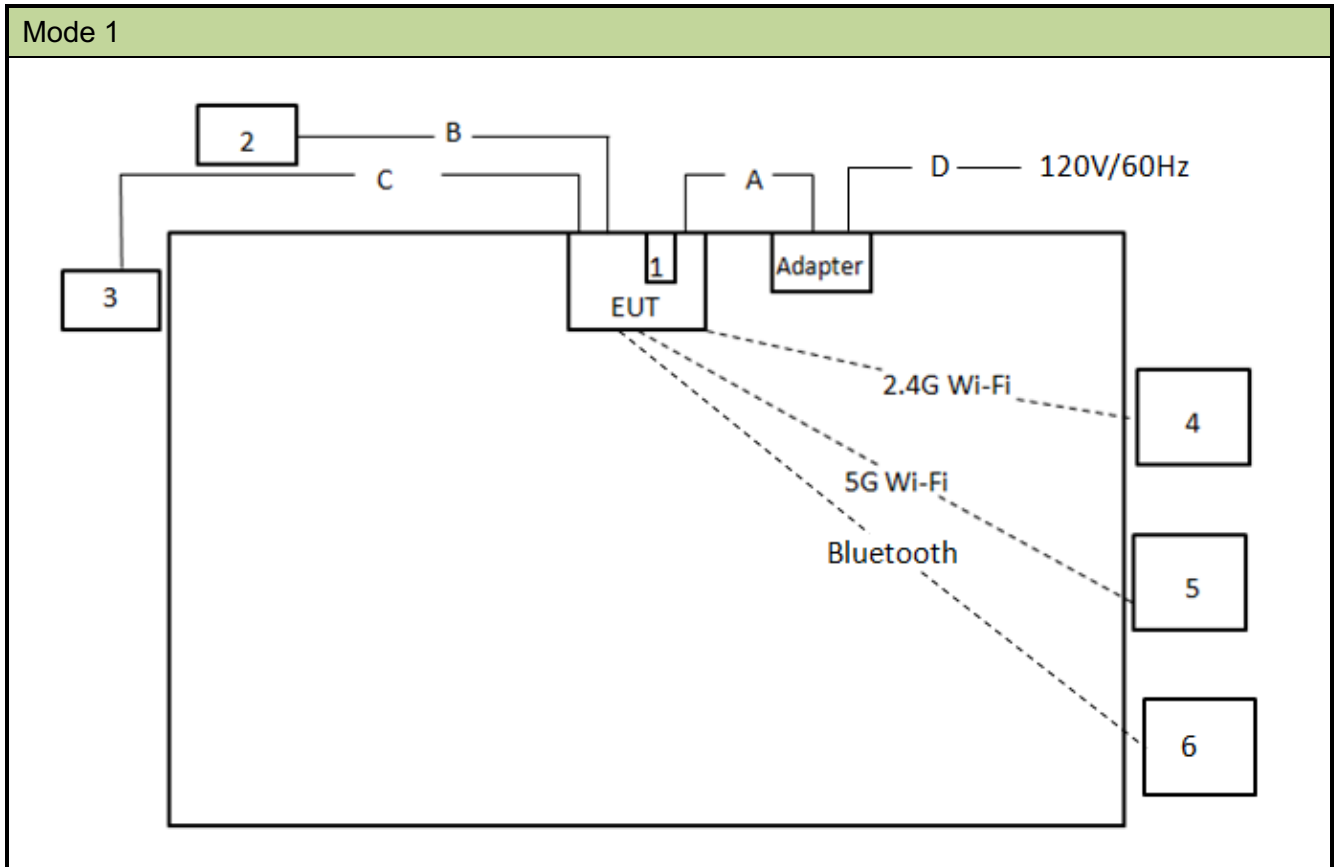 Mode 1
2
B
C
A
D
120V/60Hz
3
1
Adapter
EUT
2.4G Wi-Fi
4
5G Wi-Fi
5
Bluetooth
6